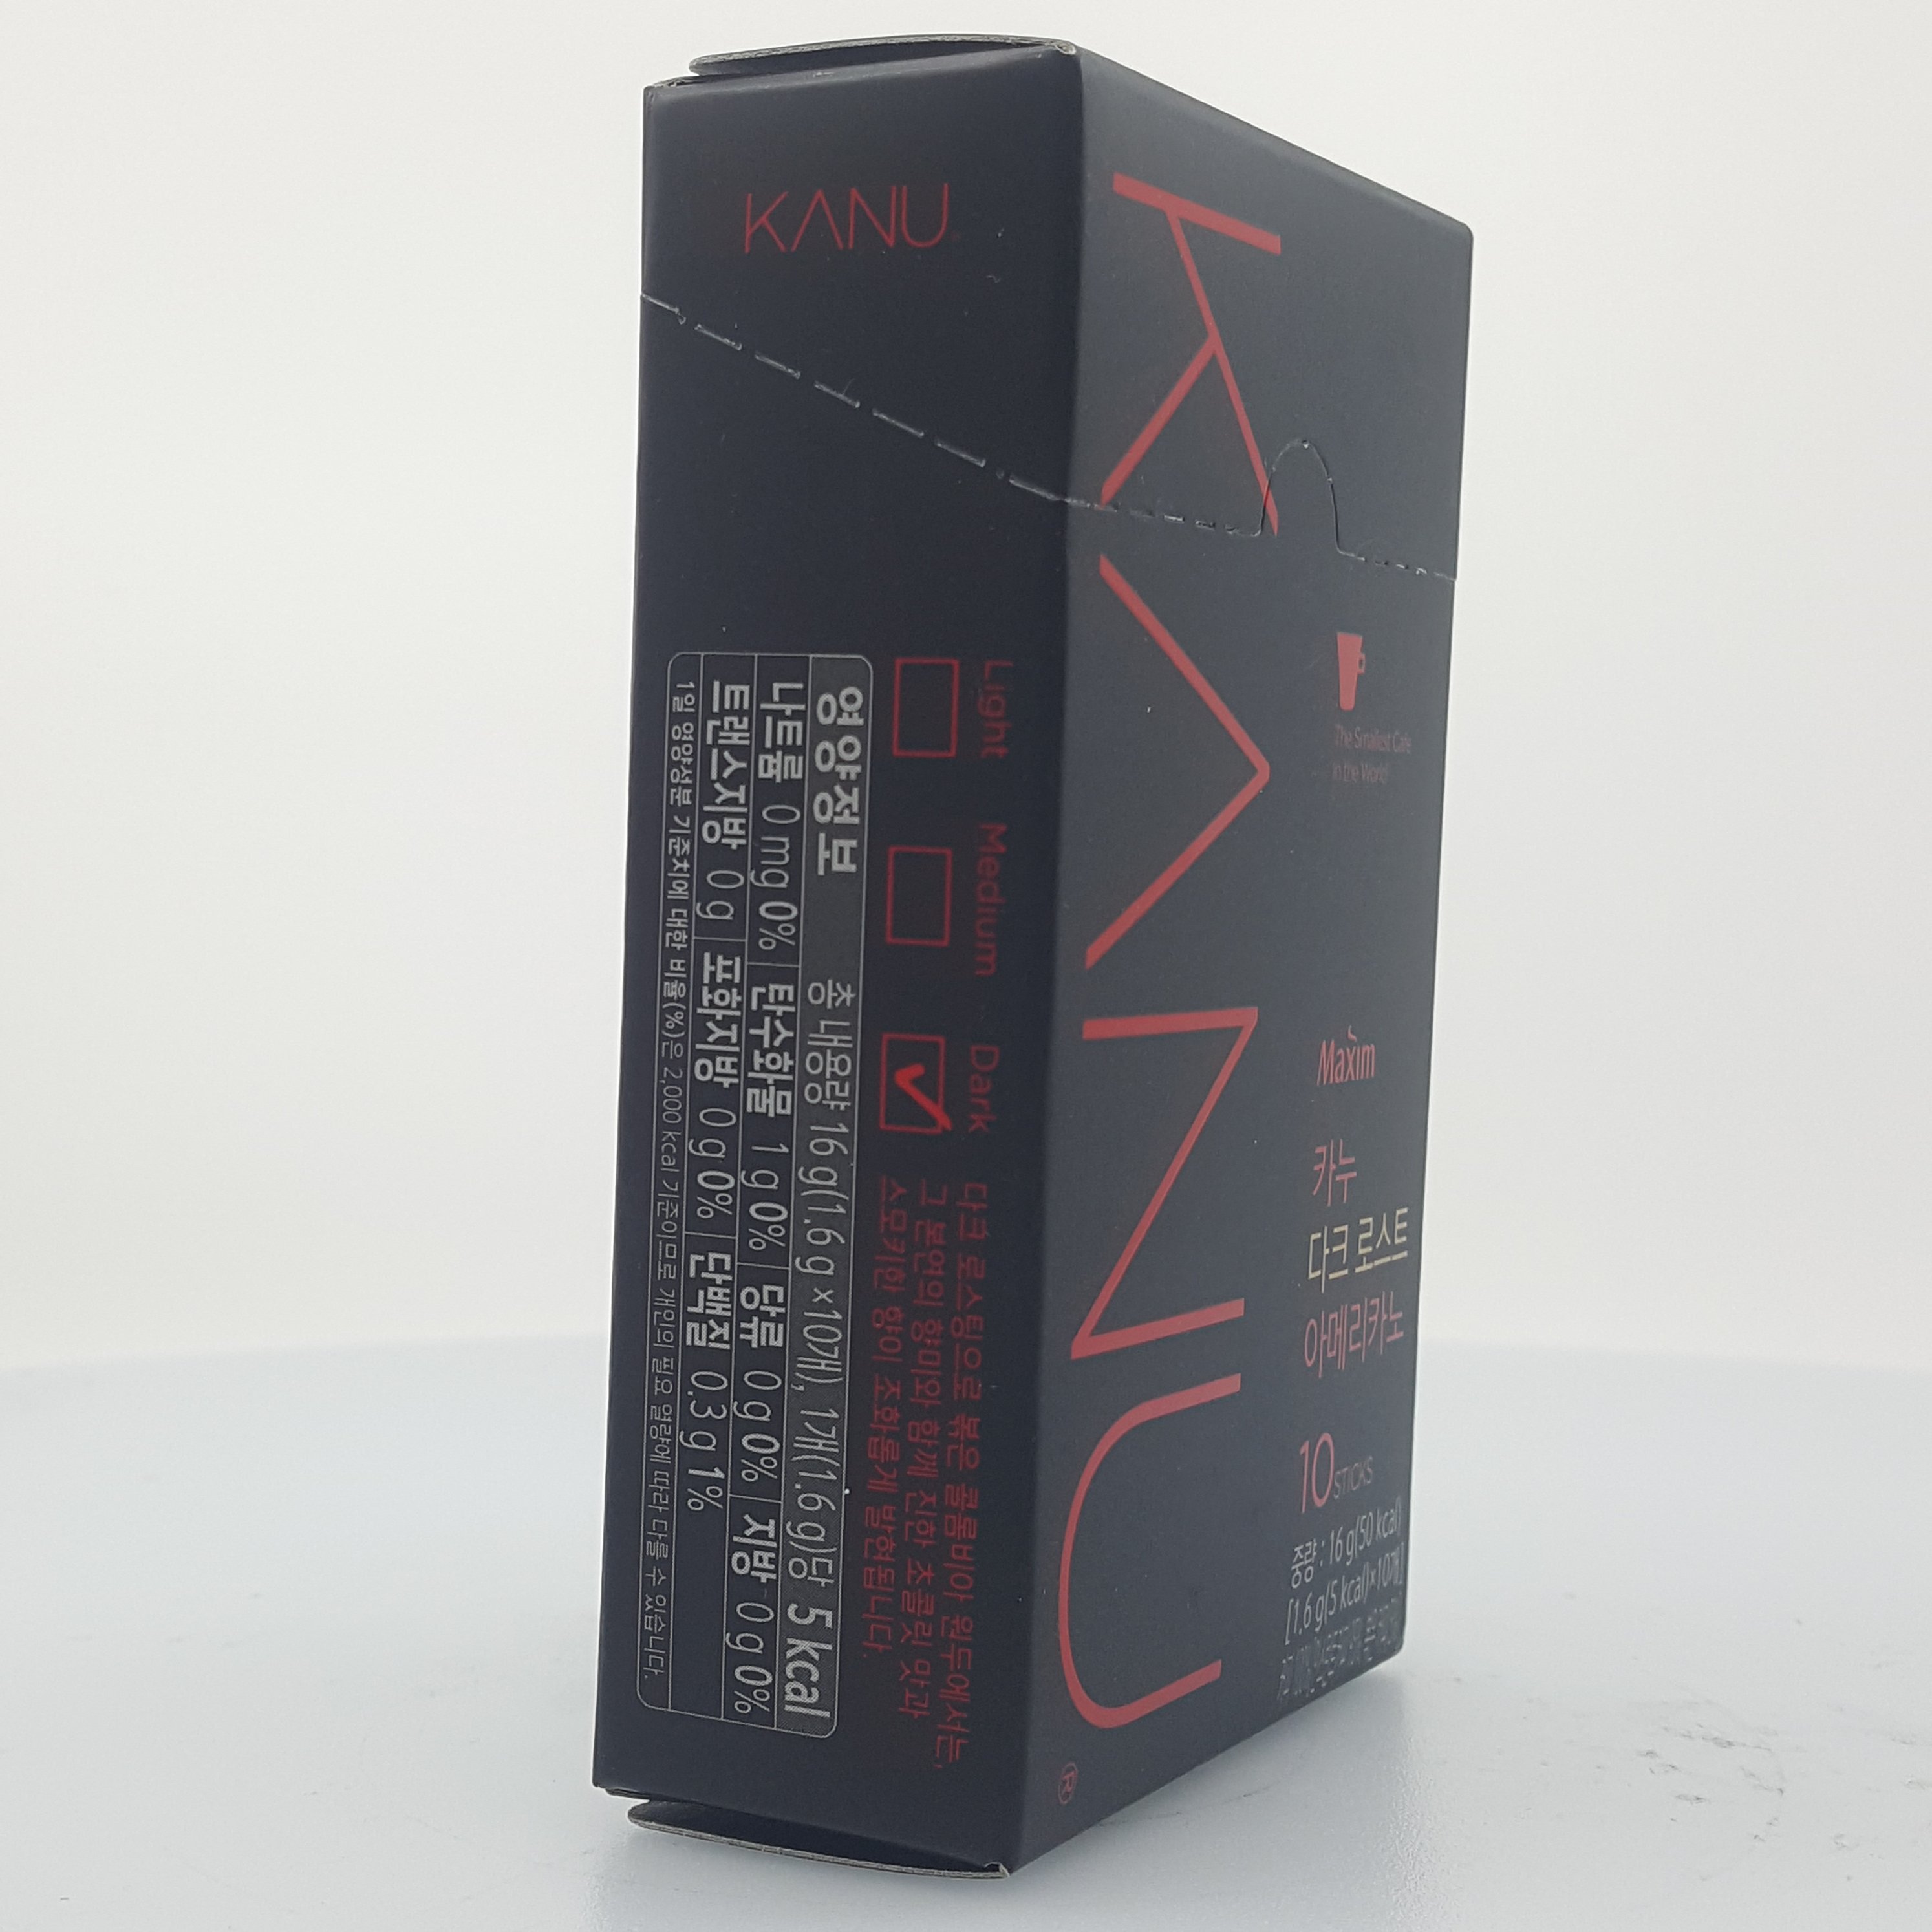 KANU
Light
Medium
Dark
다크 로스팅으로 볶은 콜롬비아 원두에서는,
그 본연의 향미와 함께 진한 초콜릿 맛과
스모키한 향이 조화롭게 발현됩니다.
영양정보 총 내용량 16 g(1.6 g ×10개), 1개(1.6 g)당 5 kcal
나트륨 0 mg 0% 탄수화물 1 g 0% 당류 0 g 0% 지방 0 g 0%
트랜스지방 0 g 포화지방 0 g 0% 단백질 0.3 g 1%
1일 영양성분 기준치에 대한 비율(%)은 2,000 kcal 기준이므로 개인의 필요 열량에 따라 다를 수 있습니다.
KANU®
The Smallest Cafe
in the World
Maxim
카누
다크 로스트
아메리카노
10 STICKS
중량 : 16 g(50 kcal)
[1.6 g(5 kcal)×10개]